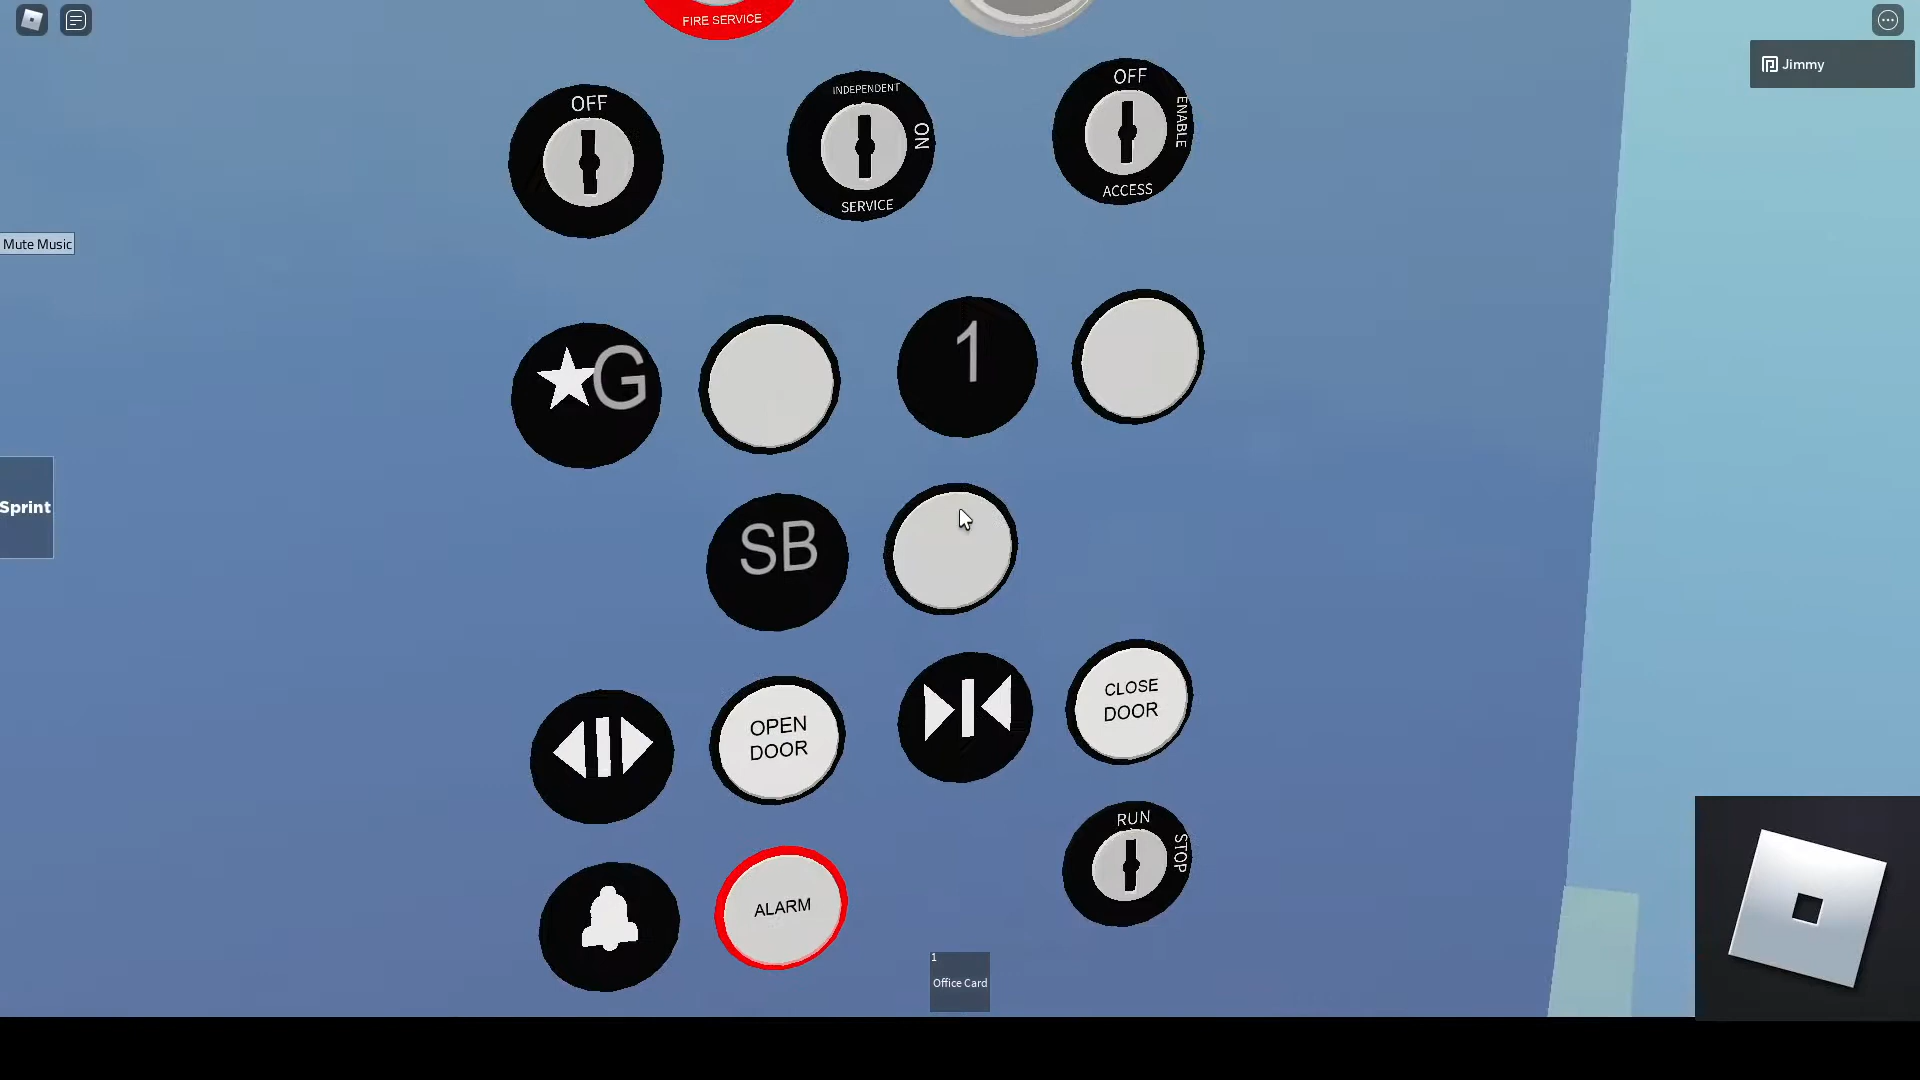 FIRE SERVICE
Jimmy
OFF
INDEPENDENT
ON
SERVICE
OFF
ENABLE
ACCESS
Mute Music
G
1
Sprint
SB
OPEN
DOOR
CLOSE
DOOR
RUN
STOP
ALARM
1
Office Card